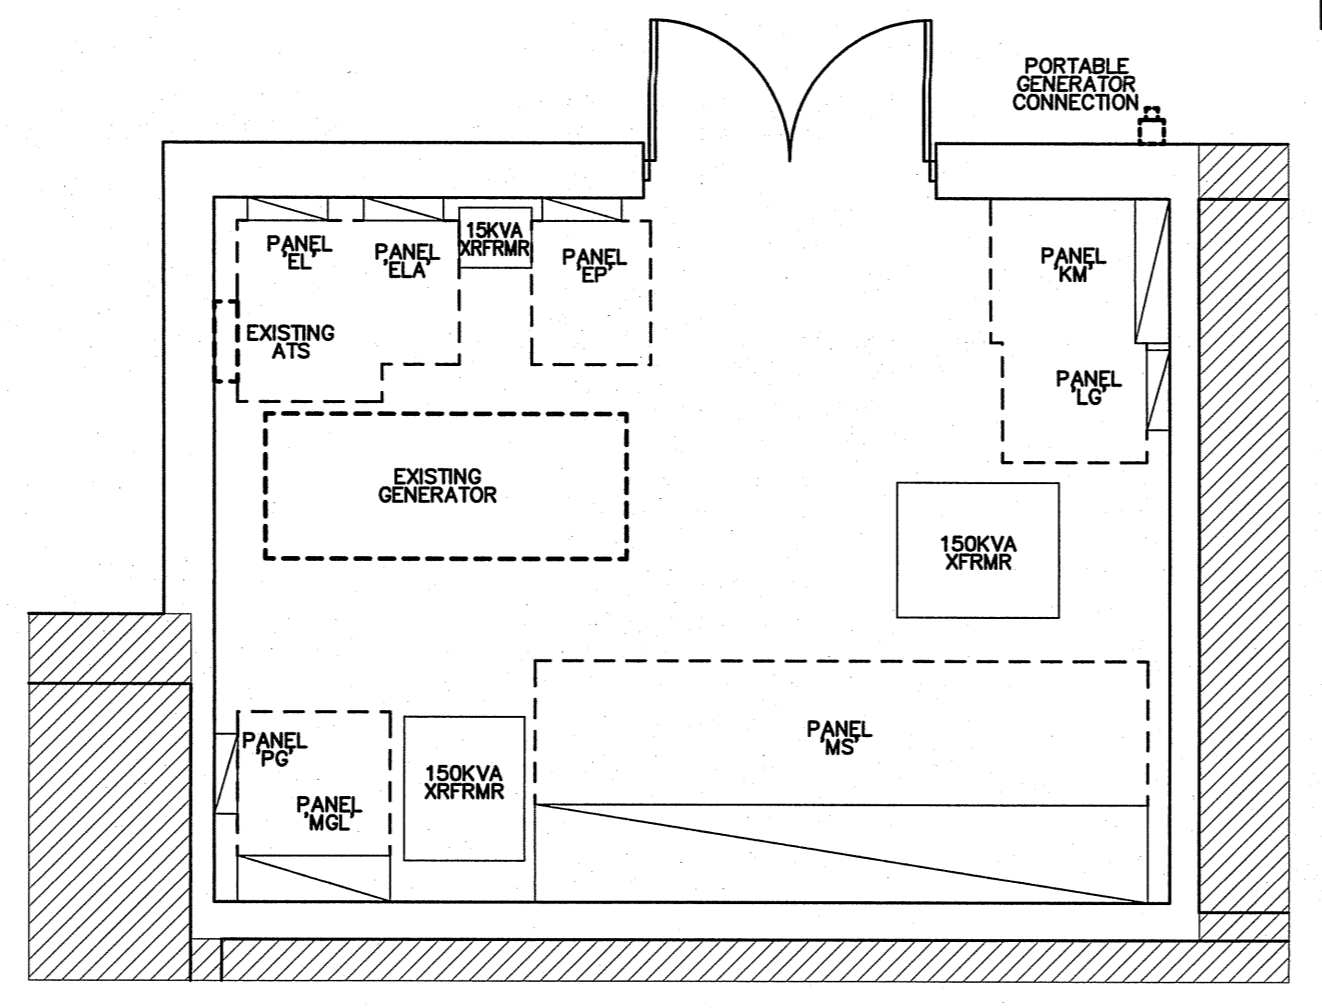 PORTABLE
GENERATOR
CONNECTION
PANEL
'EL'
PANEL
'ELA'
15KVA
XRFRMR
PANEL
'EP'
PANEL
'KM'
EXISTING
ATS
PANEL
'LG'
EXISTING
GENERATOR
150KVA
XFRMR
PANEL
'PG'
PANEL
'MGL'
150KVA
XRFRMR
PANEL
'MS'